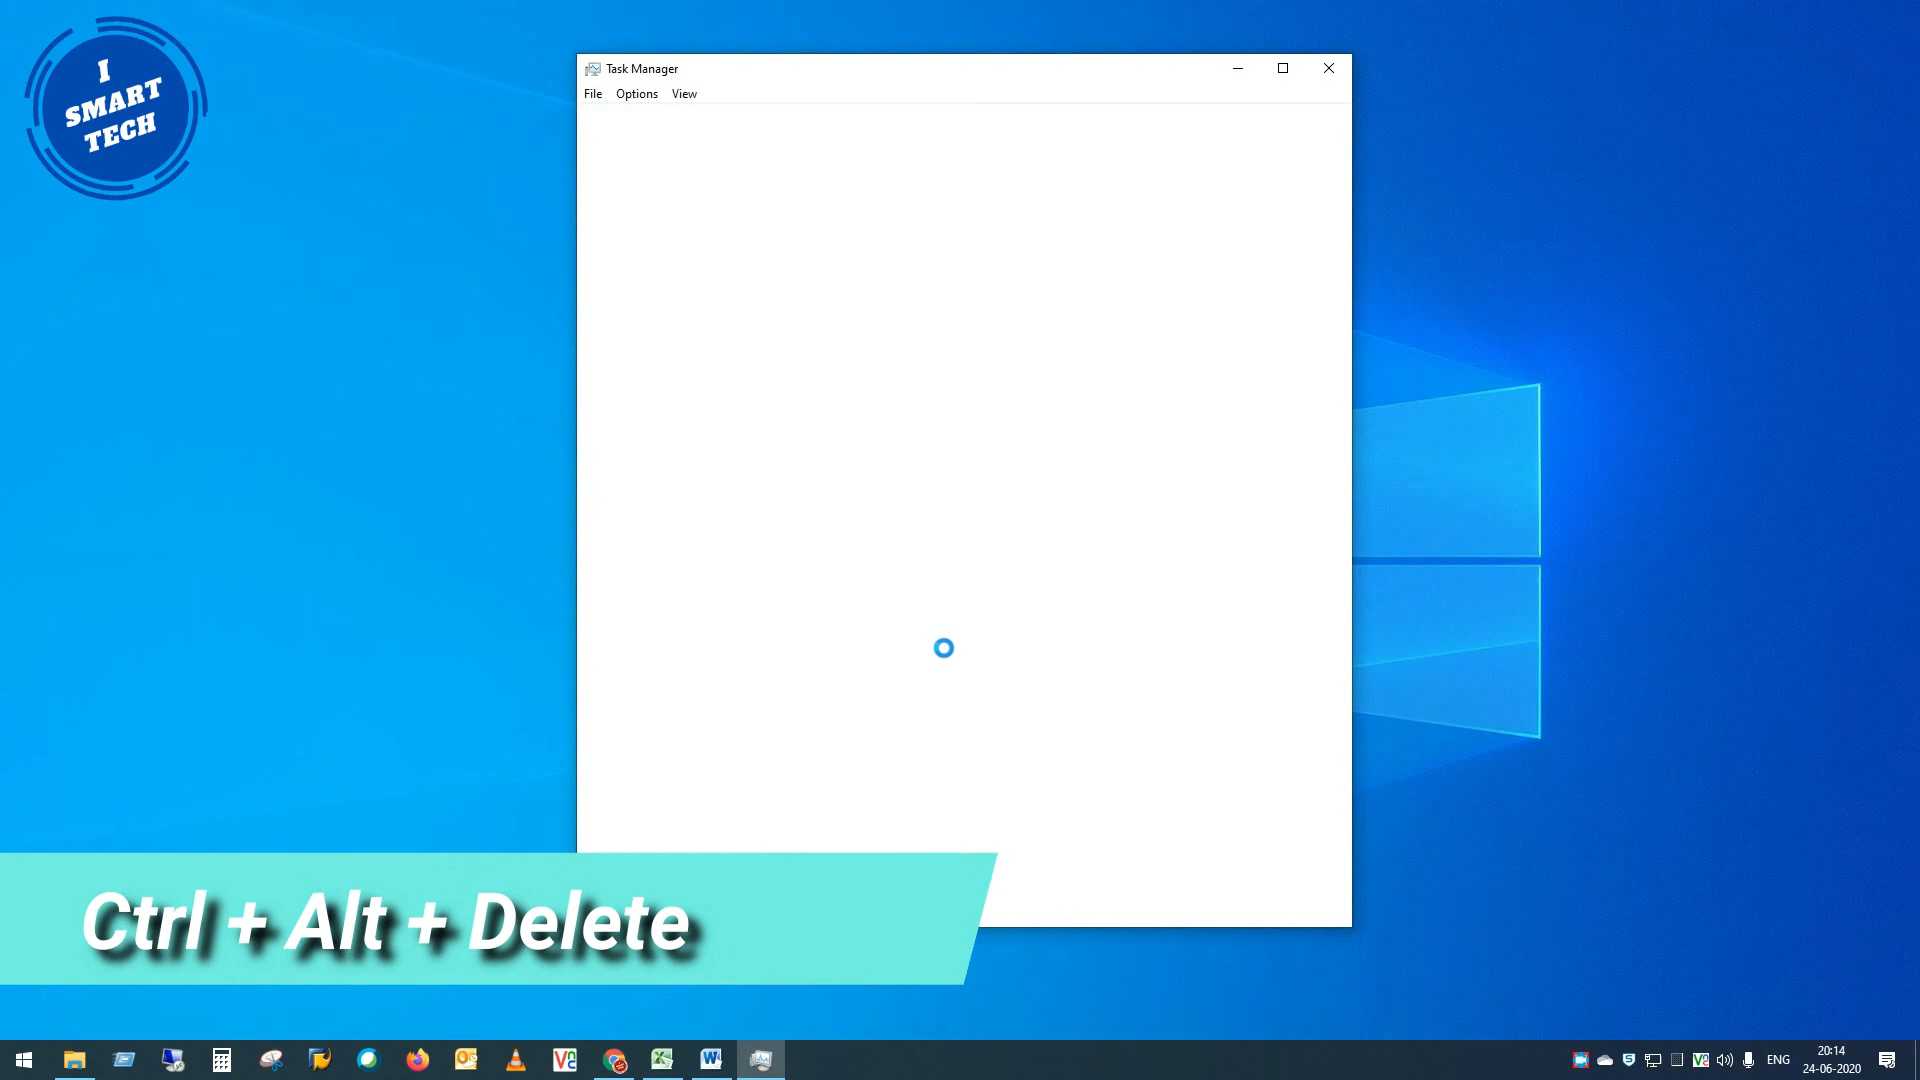 I
SMART
TECH
Task Manager
File Options View
Ctrl + Alt + Delete
ENG
20:14
24-06-2020